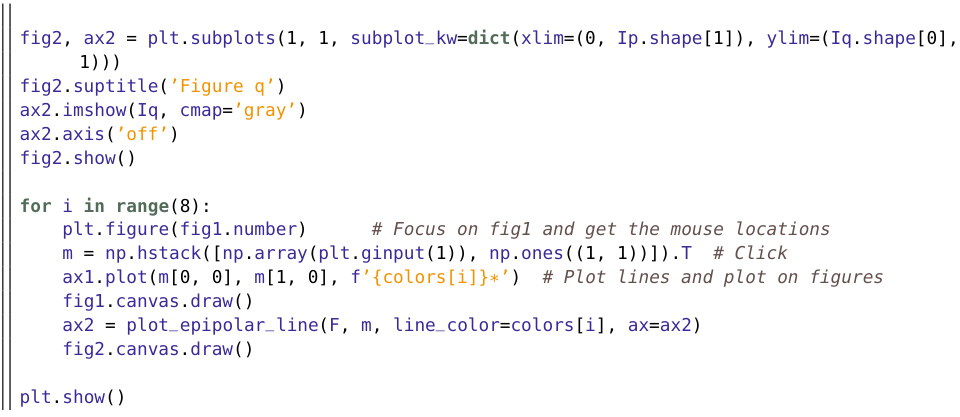 fig2, ax2 = plt.subplots(1, 1, subplot_kw=dict(xlim=(0, Ip.shape[1]), ylim=(Iq.shape[0],
1)))
fig2.suptitle('Figure q')
ax2.imshow(Iq, cmap='gray')
ax2.axis('off')
fig2.show()
for i in range(8):
plt.figure(fig1.number) # Focus on fig1 and get the mouse locations
m = np.hstack([np.array(plt.ginput(1)), np.ones((1, 1))]).T # Click
ax1.plot(m[0, 0], m[1, 0], f'{colors[i]}*') # Plot lines and plot on figures
fig1.canvas.draw()
ax2 = plot_epipolar_line(F, m, line_color=colors[i], ax=ax2)
fig2.canvas.draw()
plt.show()